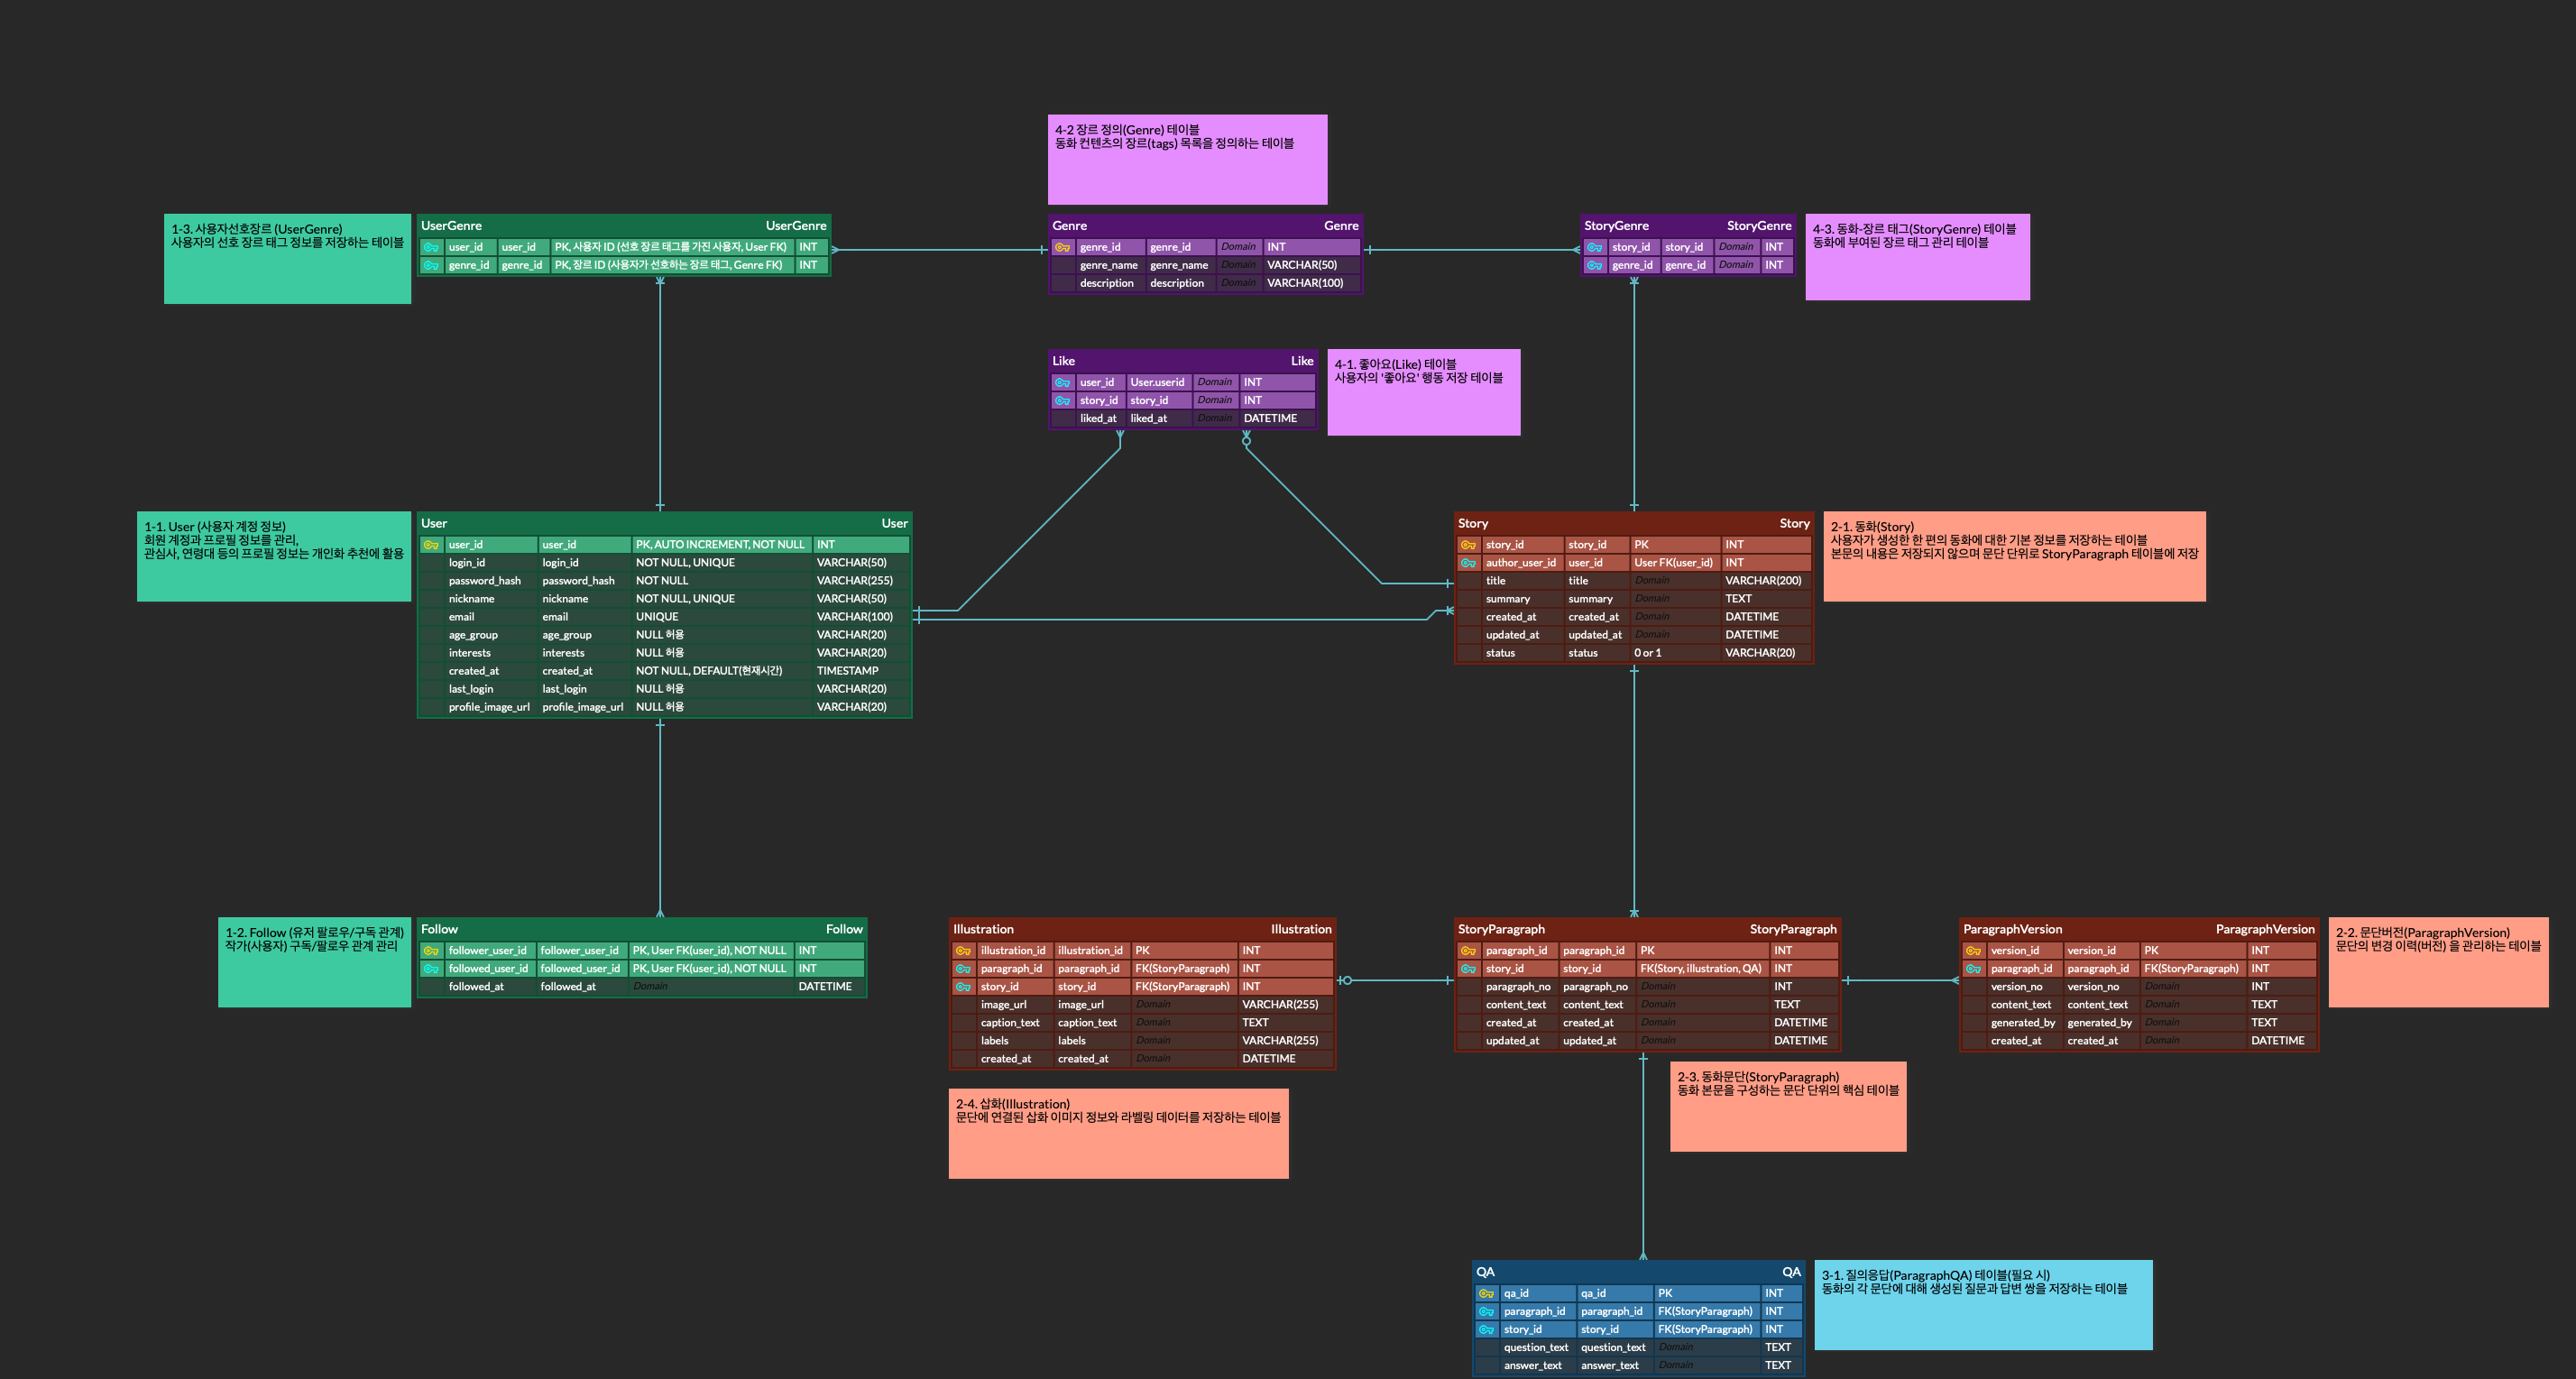 4-2 장르 정의(Genre) 테이블
동화 컨텐츠의 장르(tags) 목록을 정의하는 테이블
1-3. 사용자선호장르 (UserGenre)
사용자의 선호 장르 태그 정보를 저장하는 테이블
UserGenre UserGenre
user_id user_id PK, 사용자 ID (선호 장르 태그를 가진 사용자, User FK) INT
genre_id genre_id PK, 장르 ID (사용자가 선호하는 장르 태그, Genre FK) INT
Genre Genre
genre_id genre_id Domain INT
genre_name genre_name Domain VARCHAR(50)
description description Domain VARCHAR(100)
StoryGenre StoryGenre
story_id story_id Domain INT
genre_id genre_id Domain INT
4-3. 동화-장르 태그(StoryGenre) 테이블
동화에 부여된 장르 태그 관리 테이블
Like Like
user_id User.userid Domain INT
story_id story_id Domain INT
liked_at liked_at Domain DATETIME
4-1. 좋아요(Like) 테이블
사용자의 '좋아요' 행동 저장 테이블
1-1. User (사용자 계정 정보)
회원 계정과 프로필 정보를 관리,
관심사, 연령대 등의 프로필 정보는 개인화 추천에 활용
User User
user_id user_id PK, AUTO INCREMENT, NOT NULL INT
login_id login_id NOT NULL, UNIQUE VARCHAR(50)
password_hash password_hash NOT NULL VARCHAR(255)
nickname nickname NOT NULL, UNIQUE VARCHAR(50)
email email UNIQUE VARCHAR(100)
age_group age_group NULL 허용 VARCHAR(20)
interests interests NULL 허용 VARCHAR(20)
created_at created_at NOT NULL, DEFAULT(현재시간) TIMESTAMP
last_login last_login NULL 허용 VARCHAR(20)
profile_image_url profile_image_url NULL 허용 VARCHAR(20)
Story Story
story_id story_id PK INT
author_user_id user_id User FK(user_id) INT
title title Domain VARCHAR(200)
summary summary Domain TEXT
created_at created_at Domain DATETIME
updated_at updated_at Domain DATETIME
status status 0 or 1 VARCHAR(20)
2-1. 동화(Story)
사용자가 생성한 한 편의 동화에 대한 기본 정보를 저장하는 테이블
본문의 내용은 저장되지 않으며 문단 단위로 StoryParagraph 테이블에 저장
1-2. Follow (유저 팔로우/구독 관계)
작가(사용자) 구독/팔로우 관계 관리
Follow Follow
follower_user_id follower_user_id PK, User FK(user_id), NOT NULL INT
followed_user_id followed_user_id PK, User FK(user_id), NOT NULL INT
followed_at followed_at Domain DATETIME
Illustration Illustration
illustration_id illustration_id PK INT
paragraph_id paragraph_id FK(StoryParagraph) INT
story_id story_id FK(StoryParagraph) INT
image_url image_url Domain VARCHAR(255)
caption_text caption_text Domain TEXT
labels labels Domain VARCHAR(255)
created_at created_at Domain DATETIME
StoryParagraph StoryParagraph
paragraph_id paragraph_id PK INT
story_id story_id FK(Story, illustration, QA) INT
paragraph_no paragraph_no Domain INT
content_text content_text Domain TEXT
created_at created_at Domain DATETIME
updated_at updated_at Domain DATETIME
ParagraphVersion ParagraphVersion
version_id version_id PK INT
paragraph_id paragraph_id FK(StoryParagraph) INT
version_no version_no Domain INT
content_text content_text Domain TEXT
generated_by generated_by Domain TEXT
created_at created_at Domain DATETIME
2-2. 문단버전(ParagraphVersion)
문단의 변경 이력(버전) 을 관리하는 테이블
2-3. 동화문단(StoryParagraph)
동화 본문을 구성하는 문단 단위의 핵심 테이블
2-4. 삽화(Illustration)
문단에 연결된 삽화 이미지 정보와 라벨링 데이터를 저장하는 테이블
QA QA
qa_id qa_id PK INT
paragraph_id paragraph_id FK(StoryParagraph) INT
story_id story_id FK(StoryParagraph) INT
question_text question_text Domain TEXT
answer_text answer_text Domain TEXT
3-1. 질의응답(ParagraphQA) 테이블(필요 시)
동화의 각 문단에 대해 생성된 질문과 답변 쌍을 저장하는 테이블